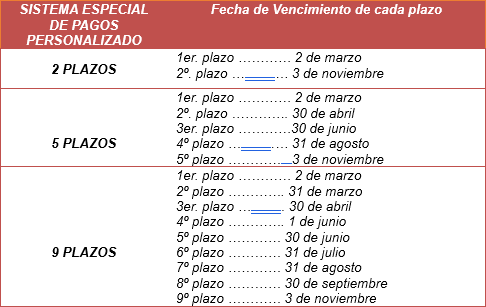 SISTEMA ESPECIAL DE PAGOS PERSONALIZADO
Fecha de Vencimiento de cada plazo
2 PLAZOS
1er. plazo ………… 2 de marzo
2º. plazo …____… 3 de noviembre
5 PLAZOS
1er. plazo ………… 2 de marzo
2º. plazo ………….. 30 de abril
3er. plazo ………….30 de junio
4º plazo …____.… 31 de agosto
5º plazo …………..__3 de noviembre
9 PLAZOS
1er. plazo ………… 2 de marzo
2º plazo ………….. 31 de marzo
3er. plazo …____. 30 de abril
4º plazo ………….. 1 de junio
5º plazo ………… 30 de junio
6º plazo ………… 31 de julio
7º plazo ………… 31 de agosto
8º plazo ………… 30 de septiembre
9º plazo ………… 3 de noviembre